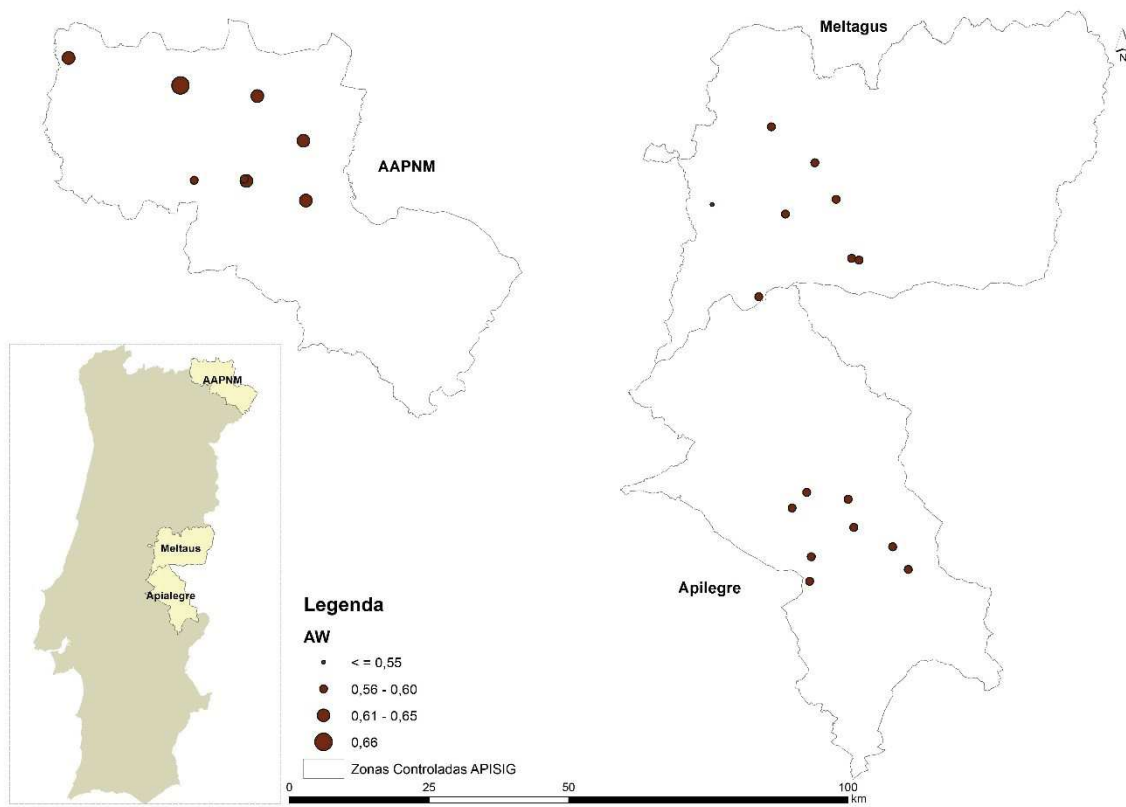 Meltagus
N
AAPNM
AAPNM
Meltaus
Apialegre
Apilegre
Legenda
AW
< = 0,55
0,56 - 0,60
0,61 - 0,65
0,66
Zonas Controladas APISIG
0 25 50 100
km